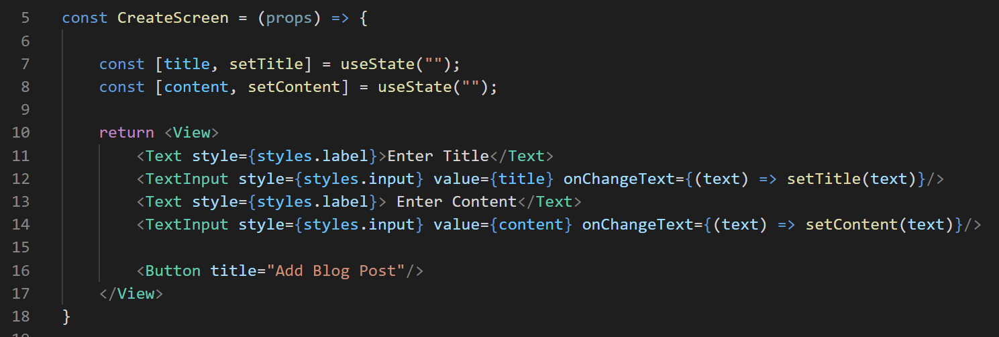 5 const CreateScreen = (props) => {
6
7 const [title, setTitle] = useState("");
8 const [content, setContent] = useState("");
9
10 return <View>
11 <Text style={styles.label}>Enter Title</Text>
12 <TextInput style={styles.input} value={title} onChangeText={(text) => setTitle(text)}/>
13 <Text style={styles.label}> Enter Content</Text>
14 <TextInput style={styles.input} value={content} onChangeText={(text) => setContent(text)}/>
15
16 <Button title="Add Blog Post"/>
17 </View>
18 }